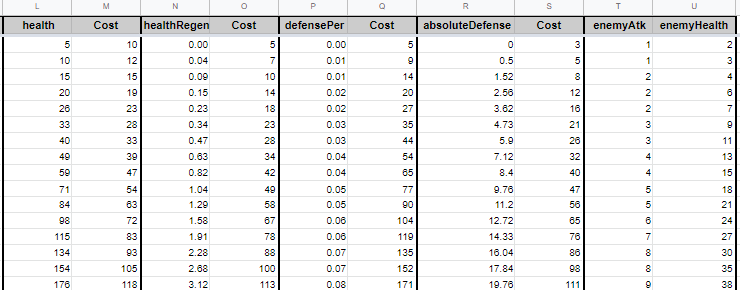 L M N O P Q R S T U
health Cost healthRegen Cost defensePer Cost absoluteDefense Cost enemyAtk enemyHealth
5 10 0.00 5 0.00 5 0 3 1 2
10 12 0.04 7 0.01 9 0.5 5 1 3
15 15 0.09 10 0.01 14 1.52 8 2 4
20 19 0.15 14 0.02 20 2.56 12 2 6
26 23 0.23 18 0.02 27 3.62 16 2 7
33 28 0.34 23 0.03 35 4.73 21 3 9
40 33 0.47 28 0.03 44 5.9 26 3 11
49 39 0.63 34 0.04 54 7.12 32 4 13
59 47 0.82 42 0.04 65 8.4 40 4 15
71 54 1.04 49 0.05 77 9.76 47 5 18
84 63 1.29 58 0.05 90 11.2 56 5 21
98 72 1.58 67 0.06 104 12.72 65 6 24
115 83 1.91 78 0.06 119 14.33 76 7 27
134 93 2.28 88 0.07 135 16.04 86 8 30
154 105 2.68 100 0.07 152 17.84 98 8 35
176 118 3.12 113 0.08 171 19.76 111 9 38